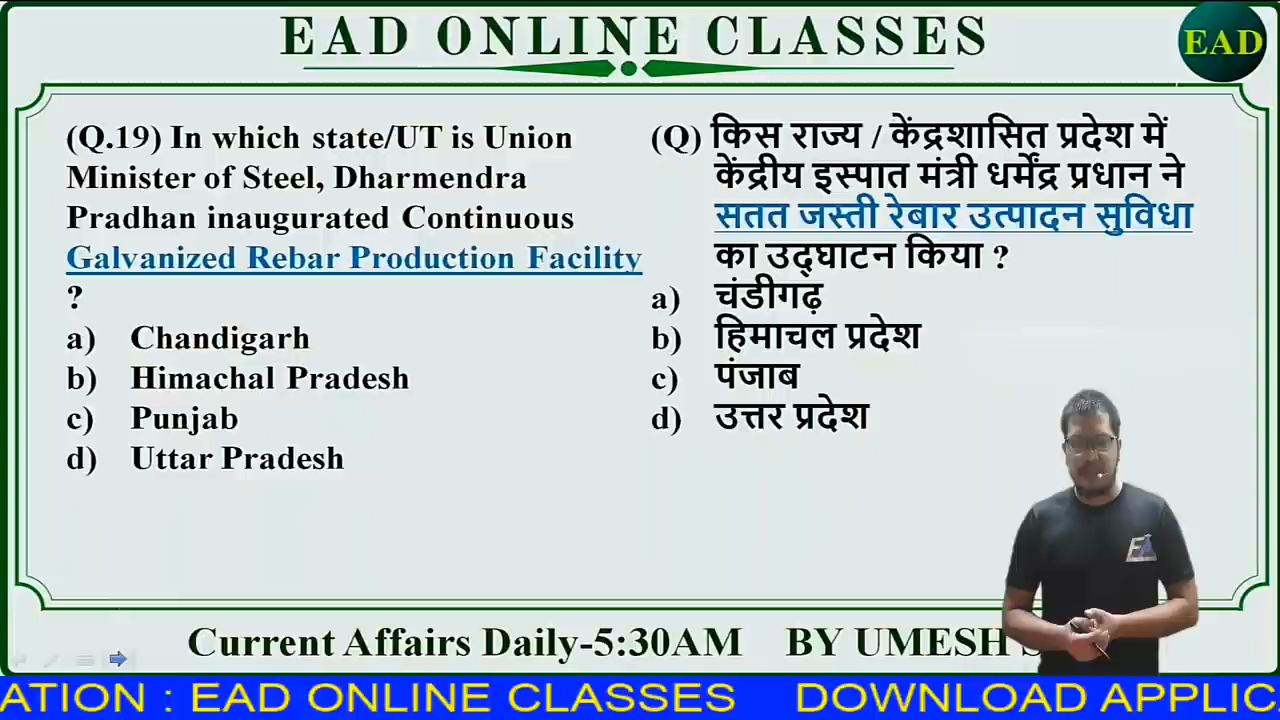 EAD ONLINE CLASSES
EAD
(Q.19) In which state/UT is Union
Minister of Steel, Dharmendra
Pradhan inaugurated Continuous
Galvanized Rebar Production Facility
?
a) Chandigarh
b) Himachal Pradesh
c) Punjab
d) Uttar Pradesh
(Q) किस राज्य / केंद्रशासित प्रदेश में
केंद्रीय इस्पात मंत्री धर्मेंद्र प्रधान ने
सतत जस्ती रेबार उत्पादन सुविधा
का उद्घाटन किया ?
a) चंडीगढ़
b) हिमाचल प्रदेश
c) पंजाब
d) उत्तर प्रदेश
Current Affairs Daily-5:30AM BY UMESH
ATION : EAD ONLINE CLASSES DOWNLOAD APPLIC